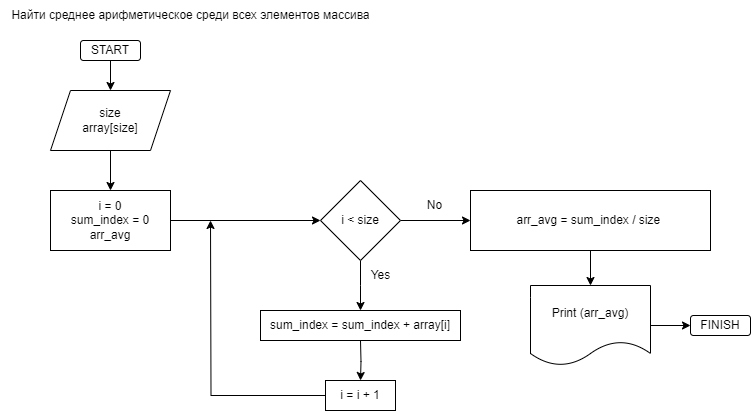 Найти среднее арифметическое среди всех элементов массива
START
size
array[size]
i = 0
sum_index = 0
arr_avg
i < size
No
arr_avg = sum_index / size
Yes
sum_index = sum_index + array[i]
i = i + 1
Print (arr_avg)
FINISH